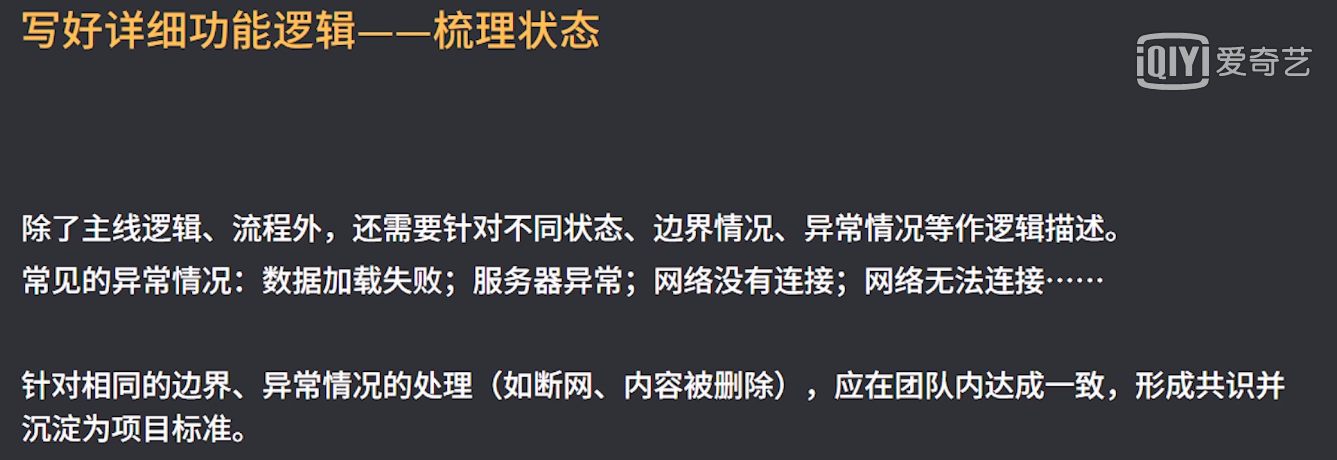 写好详细功能逻辑——梳理状态
iQIYI 爱奇艺
除了主线逻辑、流程外，还需要针对不同状态、边界情况、异常情况等作逻辑描述。
常见的异常情况：数据加载失败；服务器异常；网络没有连接；网络无法连接……
针对相同的边界、异常情况的处理（如断网、内容被删除），应在团队内达成一致，形成共识并
沉淀为项目标准。